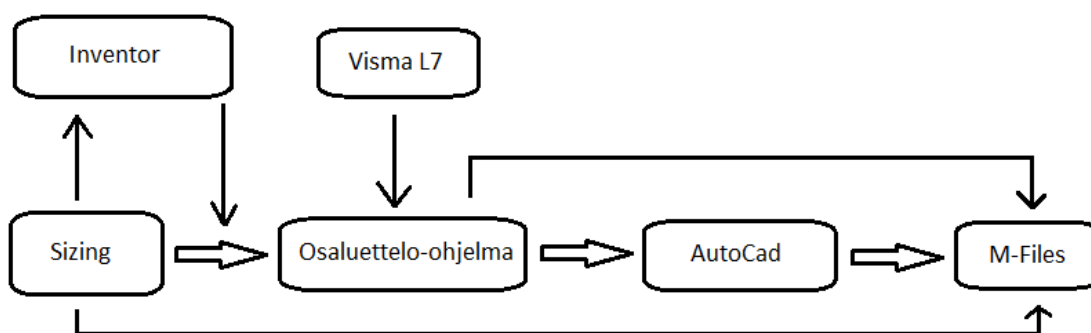 Inventor
Visma L7
Sizing
Osaluettelo-ohjelma
AutoCad
M-Files